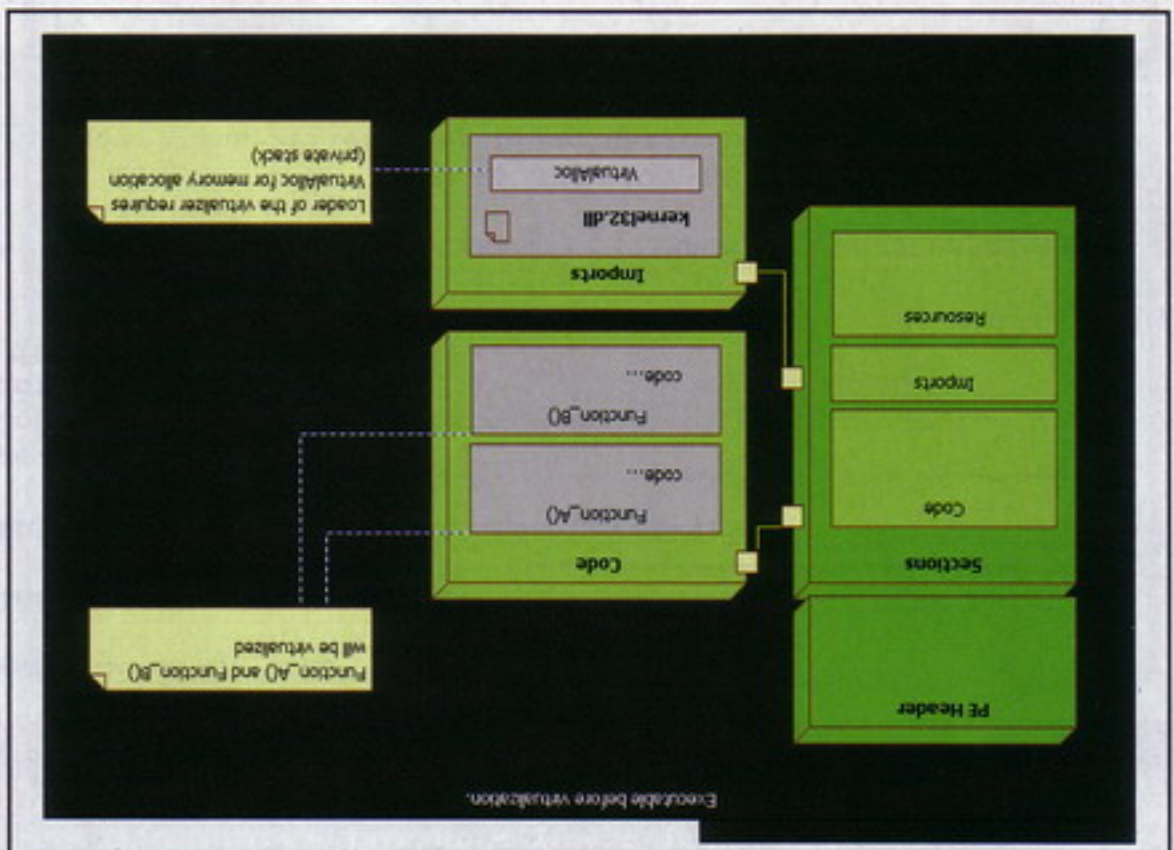 Executable before virtualization.
PE Header
Sections
Code
Imports
Resources
Code
Function_A()
code...
Function_B()
code...
Imports
kernel32.dll
VirtualAlloc
Function_A() and Function_B()
will be virtualized
Loader of the virtualizer requires
VirtualAlloc for memory allocation
(private stack)